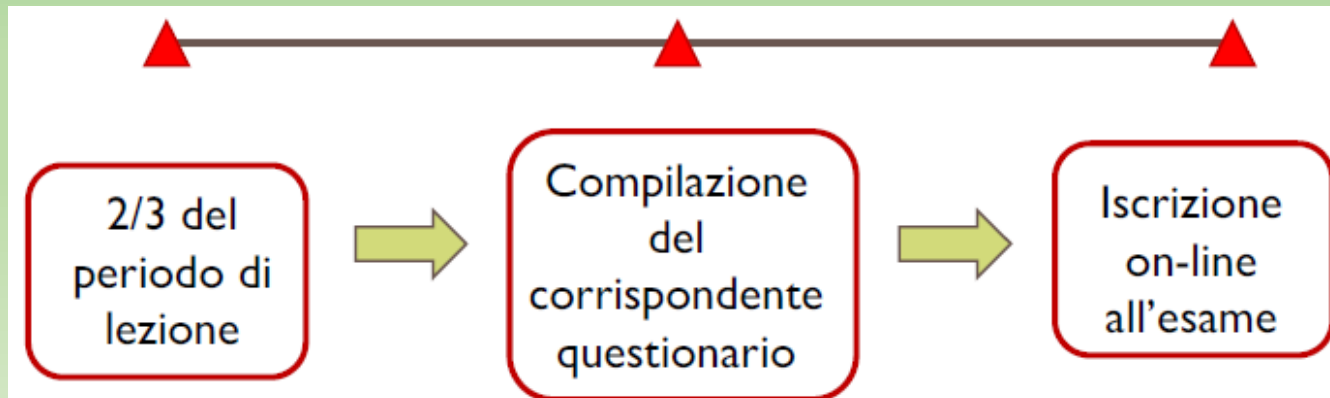 2/3 del
periodo di
lezione
Compilazione
del
corrispondente
questionario
Iscrizione
on-line
all’esame